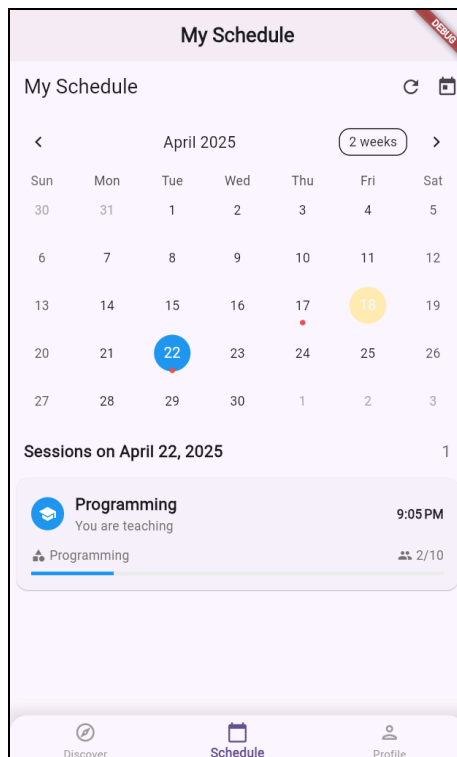 My Schedule
DEBUG
My Schedule
April 2025 2 weeks
Sun Mon Tue Wed Thu Fri Sat
30 31 1 2 3 4 5
6 7 8 9 10 11 12
13 14 15 16 17 18 19
20 21 22 23 24 25 26
27 28 29 30 1 2 3
Sessions on April 22, 2025 1
Programming
You are teaching
9:05 PM
Programming 2/10
Discover Schedule Profile